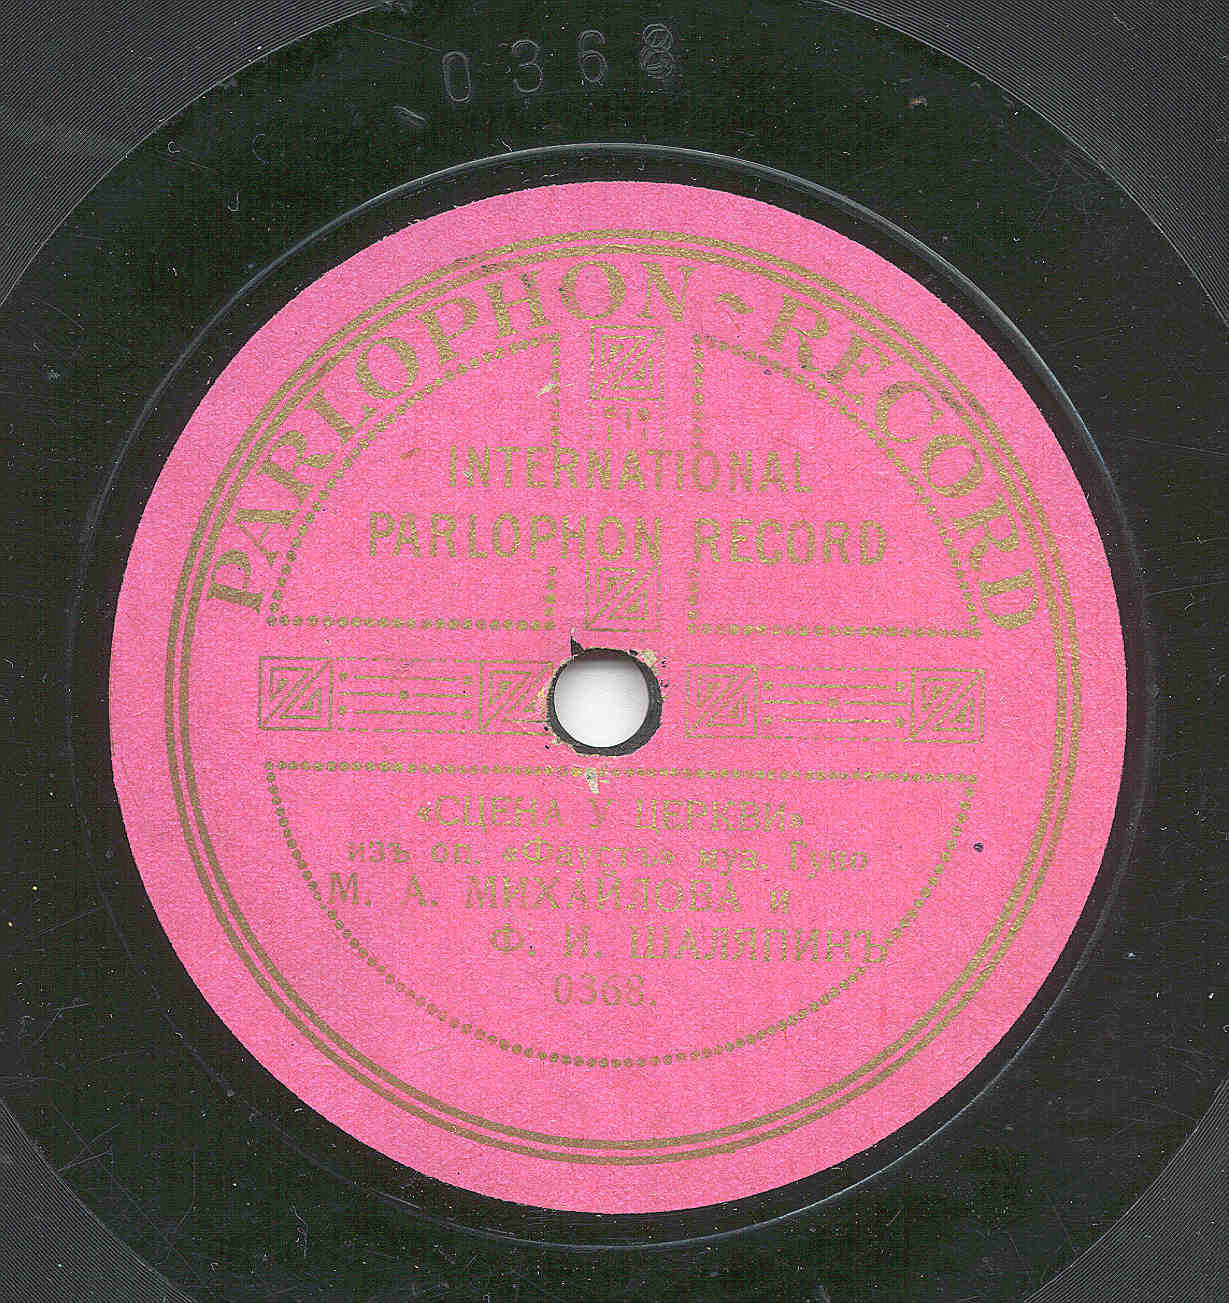 0368
PARLOPHON-RECORD
INTERNATIONAL
PARLOPHON RECORD
«СЦЕНА У ЦЕРКВИ»
изъ оп. «Фаустъ» муз. Гуно
М. А. МИХАЙЛОВА и
Ф. И. ШАЛЯПИНЪ
0368.